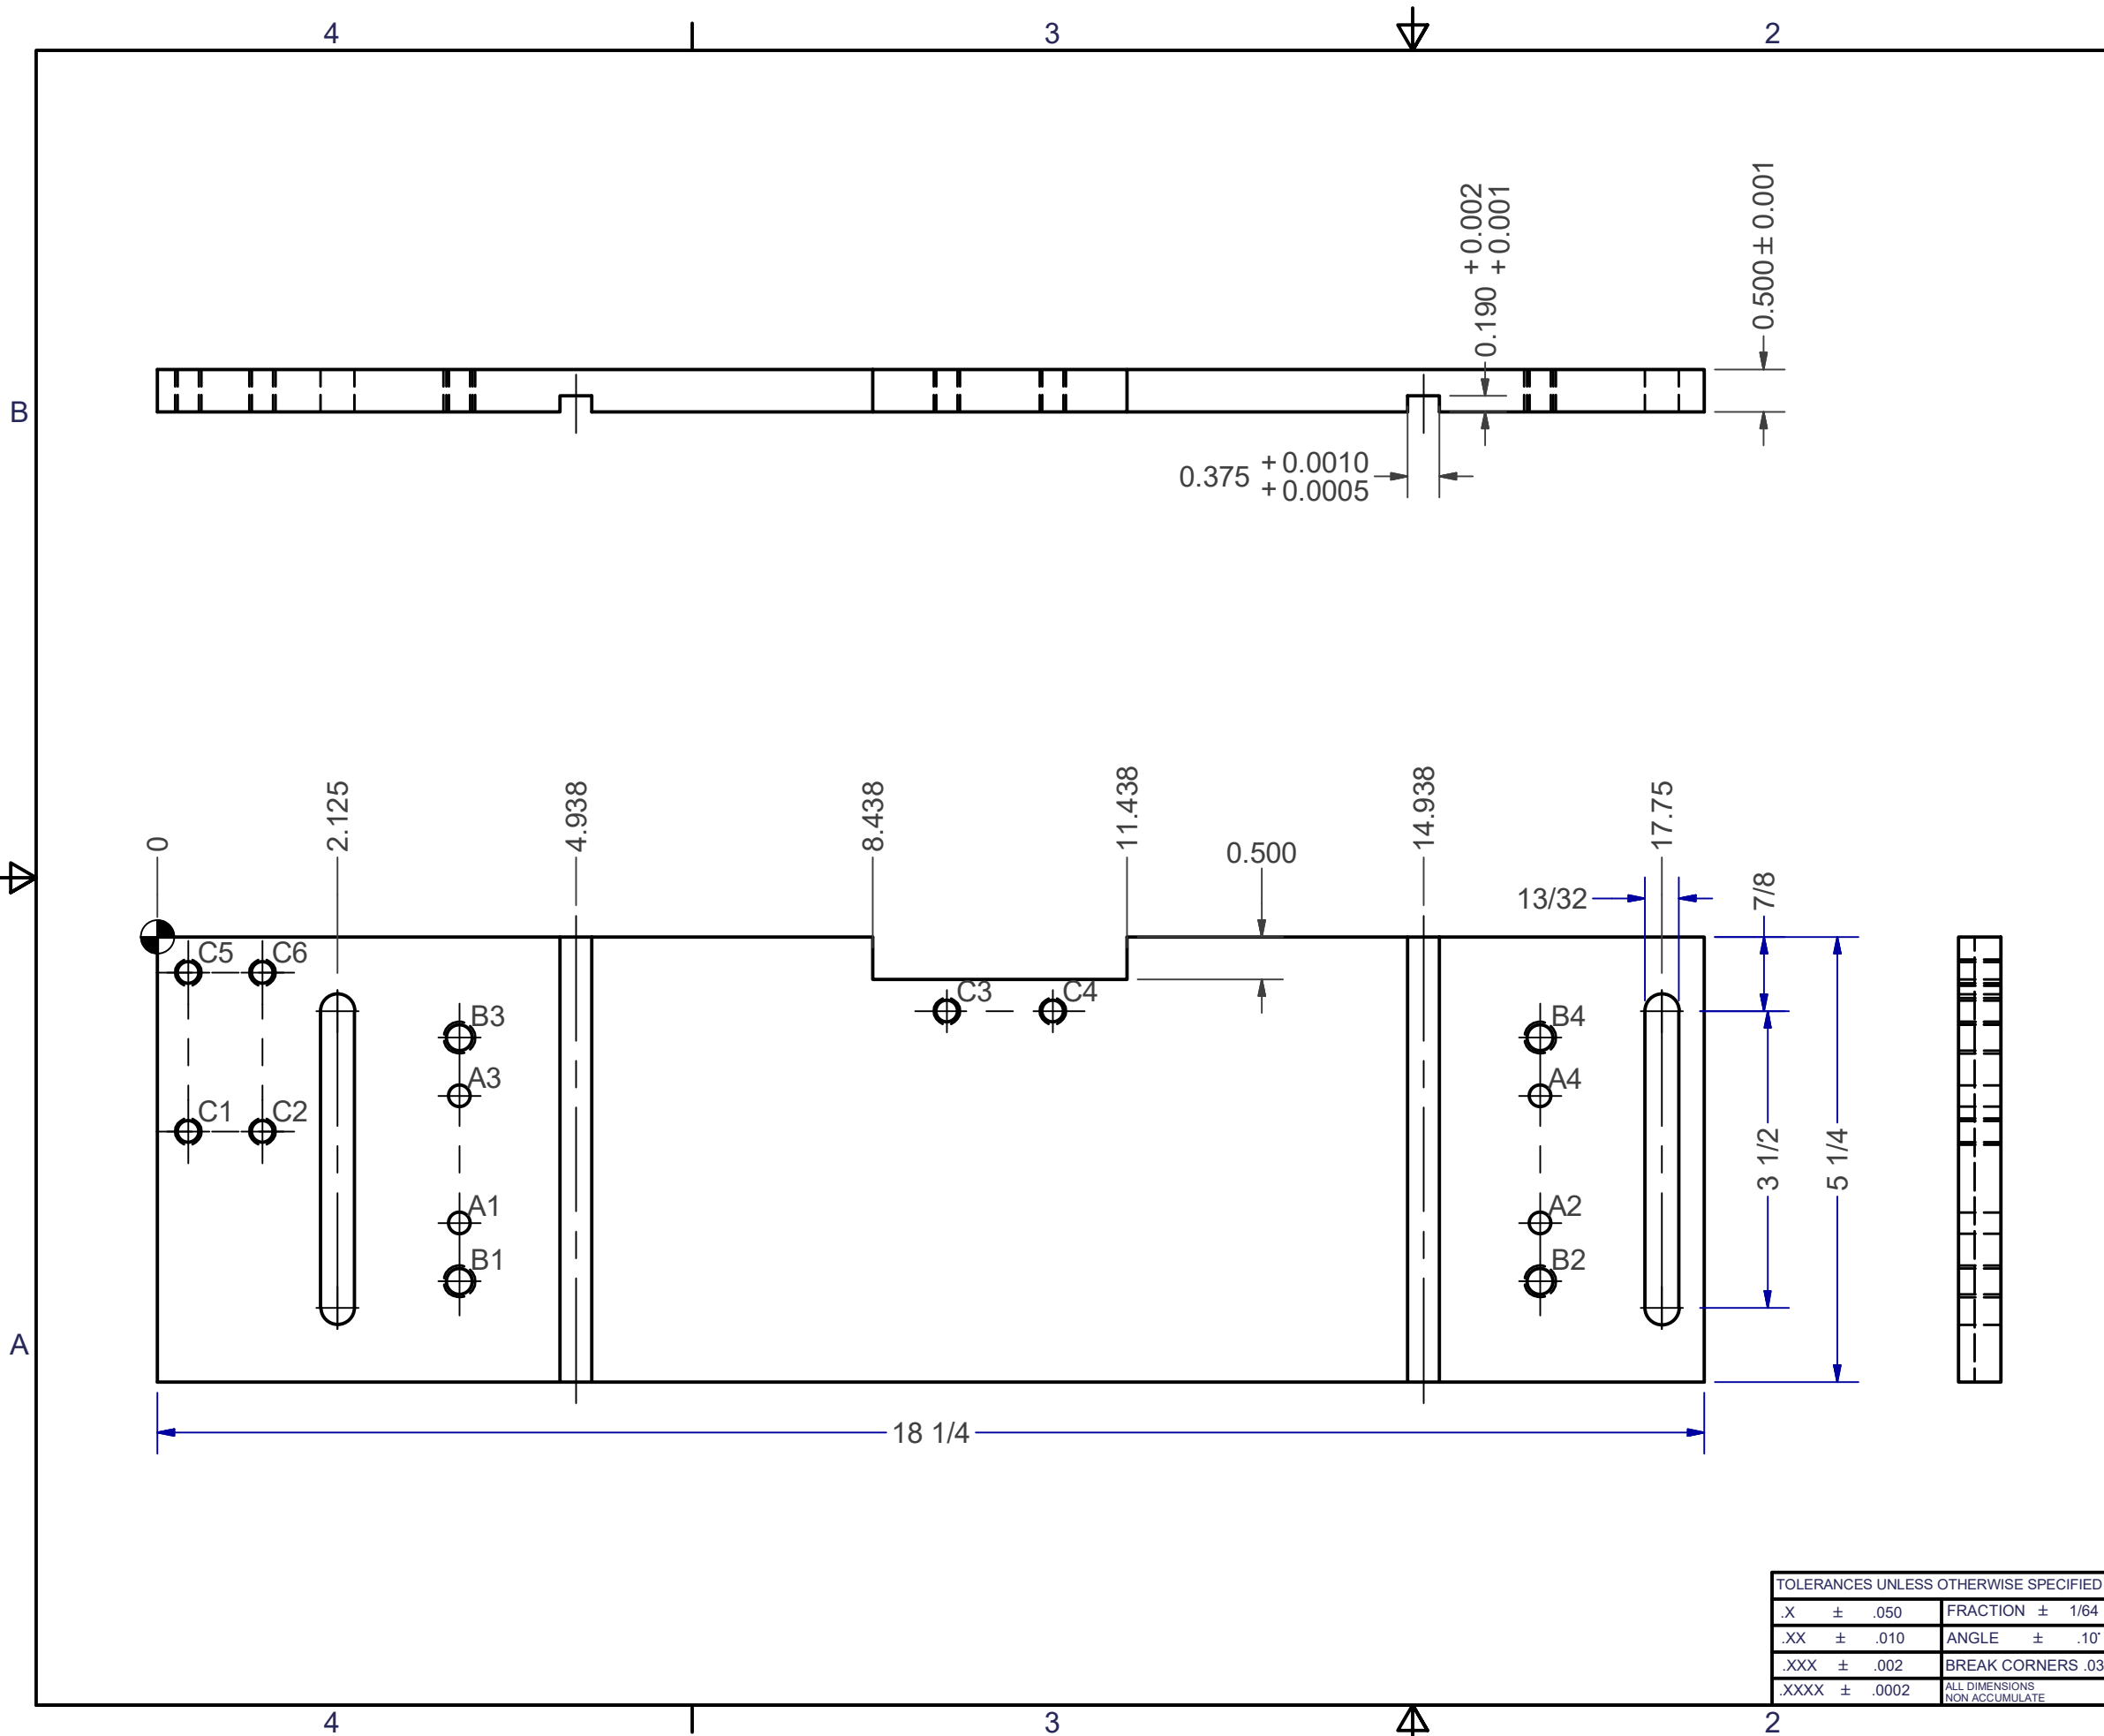 4
3
2
B
0.190 +0.002
+0.001
0.500±0.001
0.375 +0.0010
+0.0005
0
2.125
4.938
8.438
11.438
0.500
14.938
17.75
13/32
7/8
C5
C6
C3
C4
B3
B4
A3
A4
C1
C2
3 1/2
5 1/4
A1
A2
B1
B2
A
18 1/4
TOLERANCES UNLESS OTHERWISE SPECIFIED
.X ± .050
FRACTION ± 1/64
.XX ± .010
ANGLE ± .10°
.XXX ± .002
BREAK CORNERS .03
.XXXX ± .0002
ALL DIMENSIONS
NON ACCUMULATE
4
3
2